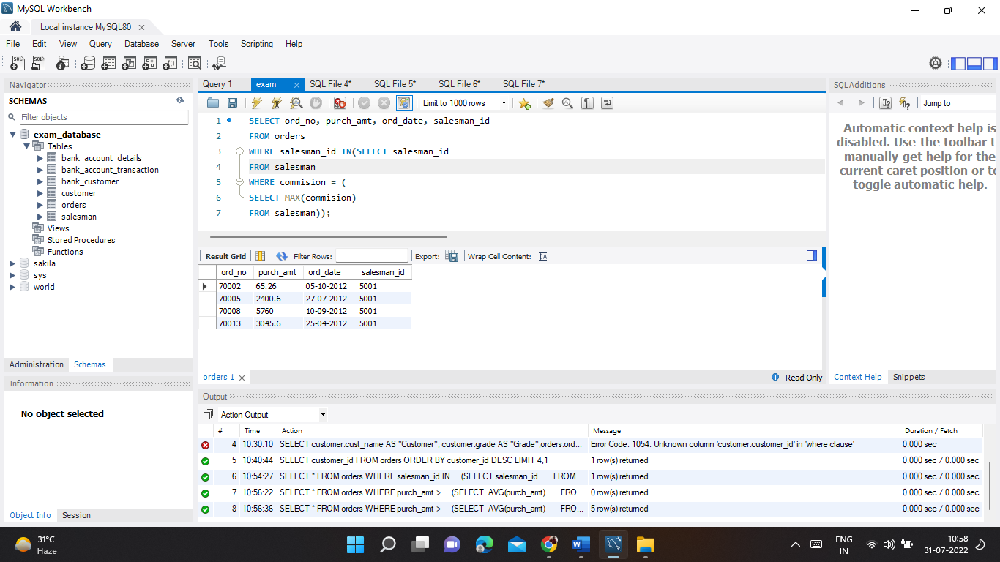 MySQL Workbench
Local instance MySQL80
File Edit View Query Database Server Tools Scripting Help
Navigator
SCHEMAS
Filter objects
exam_database
Tables
bank_account_details
bank_account_transaction
bank_customer
customer
orders
salesman
Views
Stored Procedures
Functions
sakila
sys
world
Administration Schemas
Information
No object selected
Object Info Session
Query 1 exam SQL File 4* SQL File 5* SQL File 6* SQL File 7*
Limit to 1000 rows
1 SELECT ord_no, purch_amt, ord_date, salesman_id
2 FROM orders
3 WHERE salesman_id IN(SELECT salesman_id
4 FROM salesman
5 WHERE commision = (
6 SELECT MAX(commision)
7 FROM salesman));
Result Grid Filter Rows: Export: Wrap Cell Content:
ord_no purch_amt ord_date salesman_id
70002 65.26 05-10-2012 5001
70005 2400.6 27-07-2012 5001
70008 5760 10-09-2012 5001
70013 3045.6 25-04-2012 5001
orders 1 Read Only
SQLAdditions
Jump to
Automatic context help is
disabled. Use the toolbar t
manually get help for the
current caret position or to
toggle automatic help.
Context Help Snippets
Output
Action Output
# Time Action Message Duration / Fetch
4 10:30:10 SELECT customer.cust_name AS "Customer", customer.grade AS "Grade",orders.ord... Error Code: 1054. Unknown column 'customer.customer_id' in 'where clause' 0.000 sec
5 10:40:44 SELECT customer_id FROM orders ORDER BY customer_id DESC LIMIT 4,1 1 row(s) returned 0.000 sec / 0.000 sec
6 10:54:27 SELECT * FROM orders WHERE salesman_id IN (SELECT salesman_id FROM ... 1 row(s) returned 0.000 sec / 0.000 sec
7 10:56:22 SELECT * FROM orders WHERE purch_amt > (SELECT AVG(purch_amt) FRO... 0 row(s) returned 0.000 sec / 0.000 sec
8 10:56:36 SELECT * FROM orders WHERE purch_amt > (SELECT AVG(purch_amt) FRO... 5 row(s) returned 0.000 sec / 0.000 sec
31°C
Haze
ENG
IN
10:58
31-07-2022